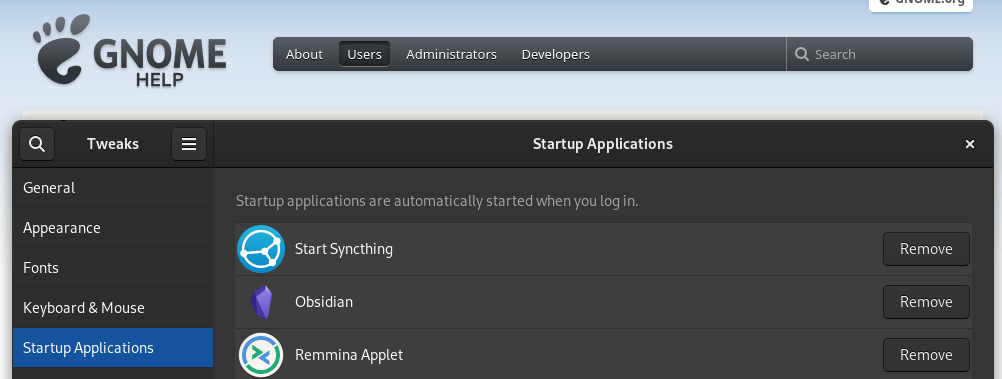 GNOME.org
GNOME
HELP
About
Users
Administrators
Developers
Search
Tweaks
Startup Applications
General
Appearance
Fonts
Keyboard & Mouse
Startup Applications
Startup applications are automatically started when you log in.
Start Syncthing
Remove
Obsidian
Remove
Remmina Applet
Remove